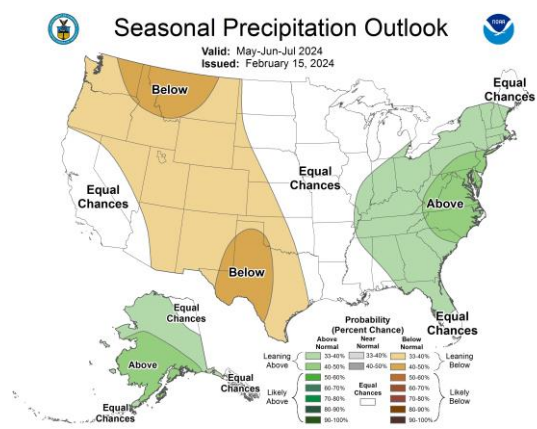 Seasonal Precipitation Outlook
Valid: May-Jun-Jul 2024
Issued: February 15, 2024
NOAA
Below
Equal
Chances
Equal
Chances
Equal
Chances
Above
Below
Equal
Chances
Equal
Chances
Above
Equal
Chances
Equal
Chances
Probability
(Percent Chance)
Above
Normal
Near
Normal
Below
Normal
Leaning
Above
33-40%
33-40%
33-40%
Leaning
Below
40-50%
40-50%
40-50%
Likely
Above
50-60%
60-70%
70-80%
80-90%
90-100%
Equal
Chances
50-60%
60-70%
70-80%
80-90%
90-100%
Likely
Below